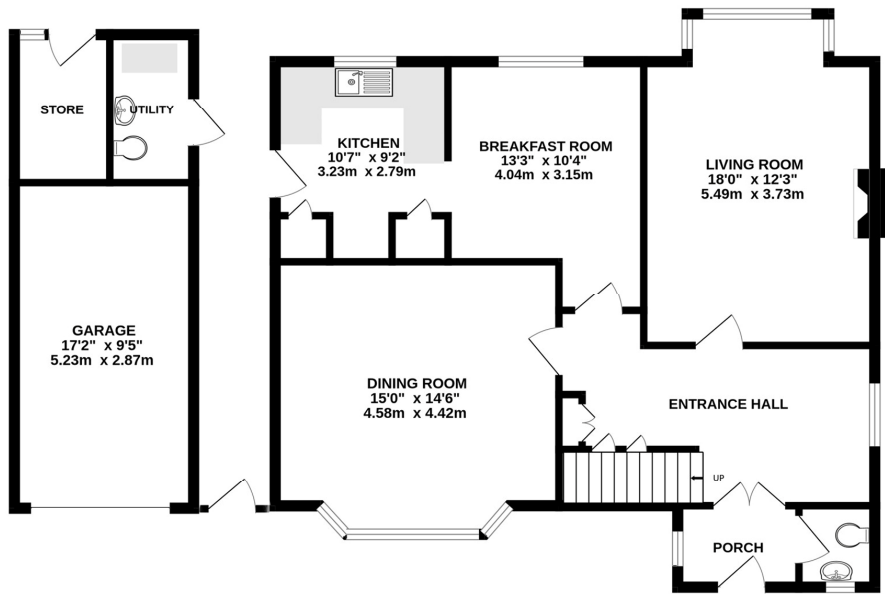 STORE
UTILITY
KITCHEN
10'7" x 9'2"
3.23m x 2.79m
BREAKFAST ROOM
13'3" x 10'4"
4.04m x 3.15m
LIVING ROOM
18'0" x 12'3"
5.49m x 3.73m
GARAGE
17'2" x 9'5"
5.23m x 2.87m
DINING ROOM
15'0" x 14'6"
4.58m x 4.42m
ENTRANCE HALL
UP
PORCH